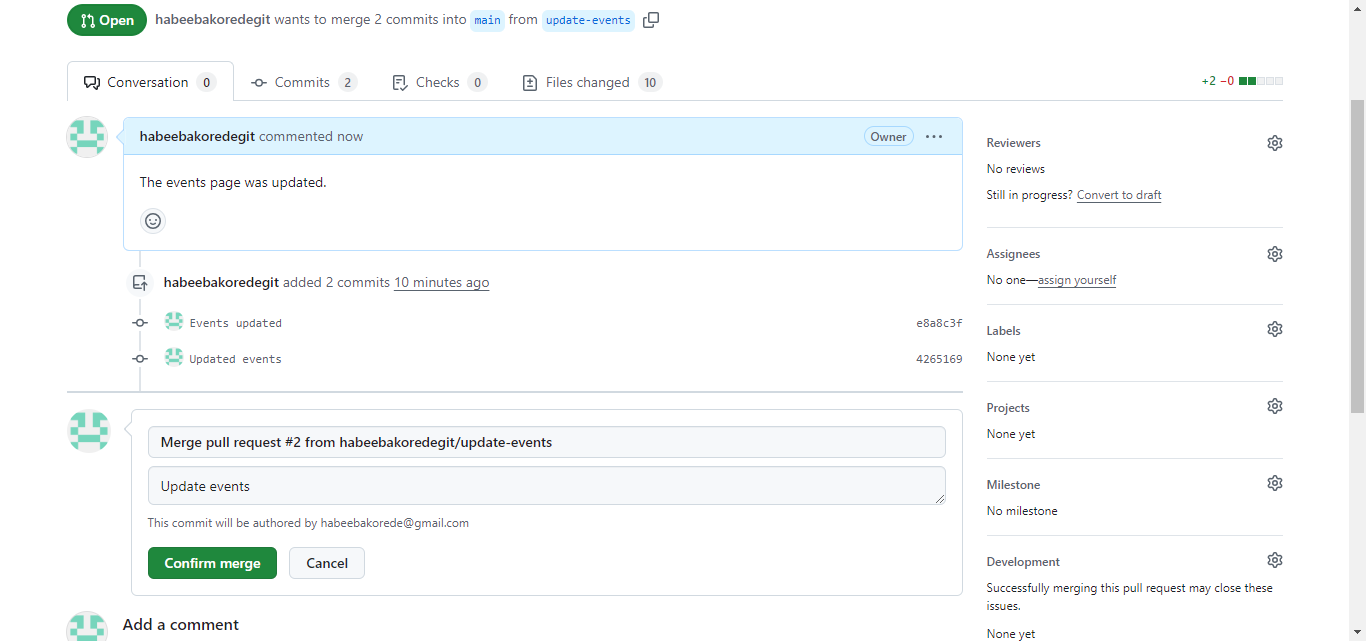 Open habeebakoredegit wants to merge 2 commits into main from update-events
Conversation 0 Commits 2 Checks 0 Files changed 10 +2 −0
habeebakoredegit commented now Owner
The events page was updated.
habeebakoredegit added 2 commits 10 minutes ago
Events updated e8a8c3f
Updated events 4265169
Merge pull request #2 from habeebakoredegit/update-events
Update events
This commit will be authored by habeebakorede@gmail.com
Confirm merge Cancel
Add a comment
Reviewers
No reviews
Still in progress? Convert to draft
Assignees
No one—assign yourself
Labels
None yet
Projects
None yet
Milestone
No milestone
Development
Successfully merging this pull request may close these
issues.
None yet